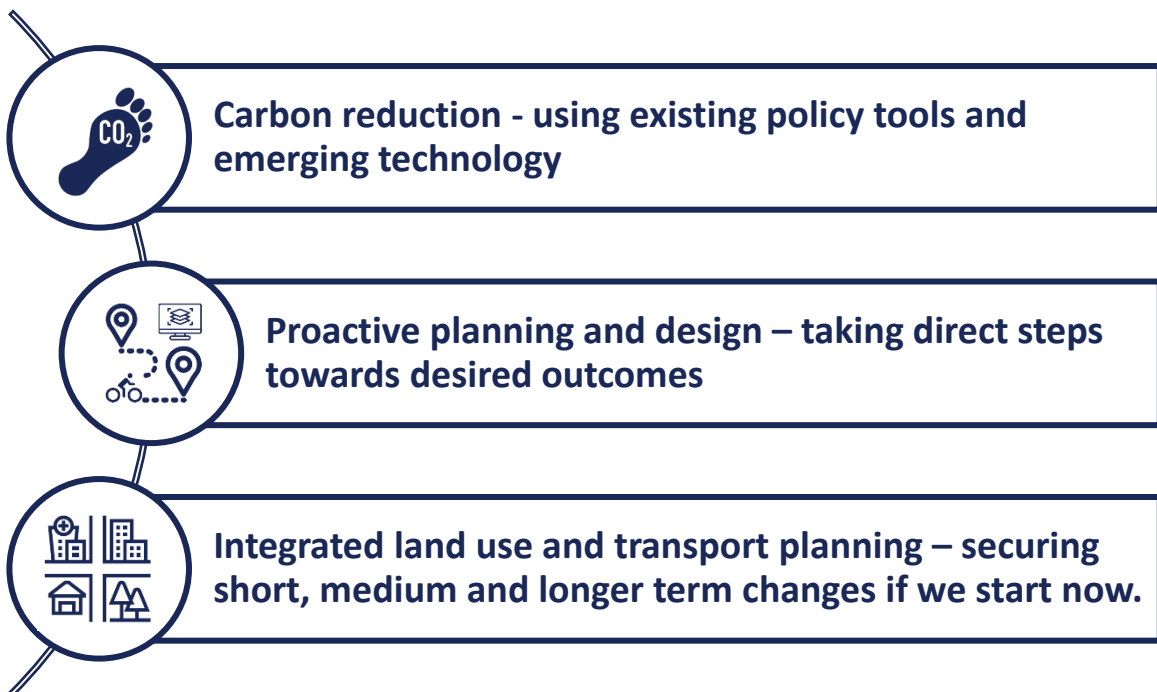 CO₂
Carbon reduction - using existing policy tools and
emerging technology
Proactive planning and design – taking direct steps
towards desired outcomes
Integrated land use and transport planning – securing
short, medium and longer term changes if we start now.